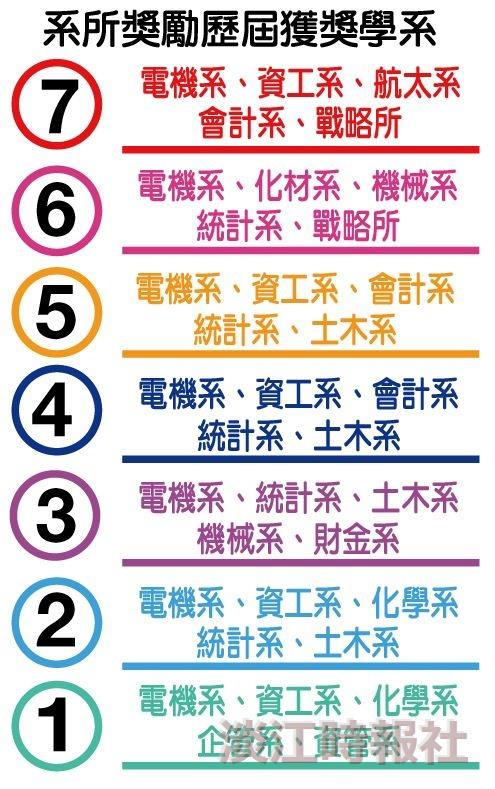 系所獎勵歷屆獲獎學系
7
電機系、資工系、航太系
會計系、戰略所
6
電機系、化材系、機械系
統計系、戰略所
5
電機系、資工系、會計系
統計系、土木系
4
電機系、資工系、會計系
統計系、土木系
3
電機系、統計系、土木系
機械系、財金系
2
電機系、資工系、化學系
統計系、土木系
1
電機系、資工系、化學系
企管系、資管系
淡江時報社